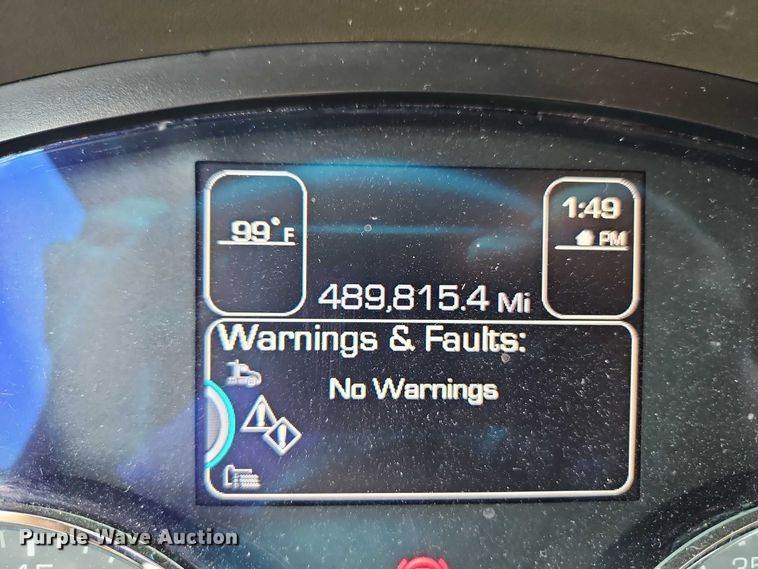 99°F
1:49
PM
489,815.4 Mi
Warnings & Faults:
No Warnings
Purple Wave Auction